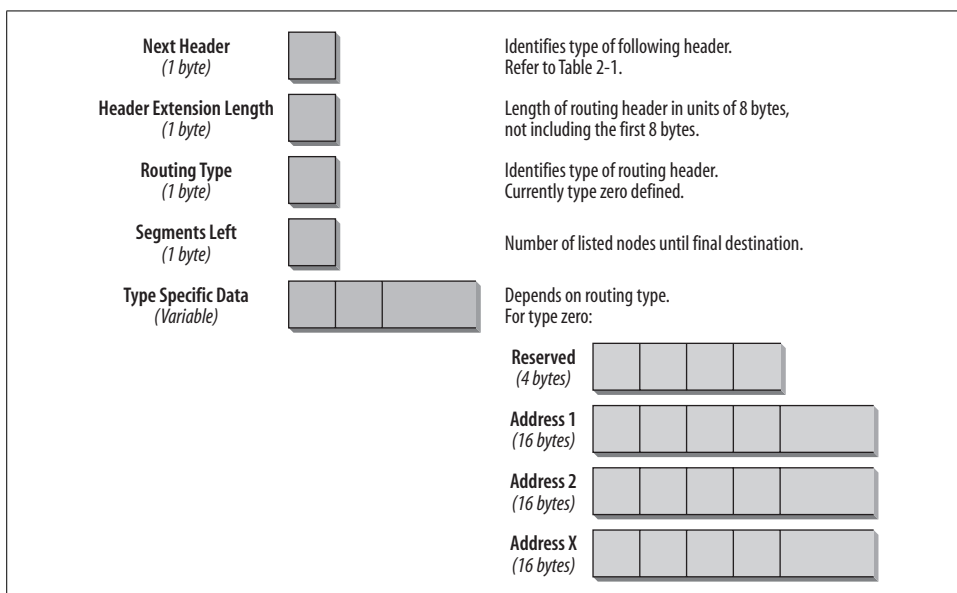 Next Header
(1 byte)
Identifies type of following header.
Refer to Table 2-1.
Header Extension Length
(1 byte)
Length of routing header in units of 8 bytes,
not including the first 8 bytes.
Routing Type
(1 byte)
Identifies type of routing header.
Currently type zero defined.
Segments Left
(1 byte)
Number of listed nodes until final destination.
Type Specific Data
(Variable)
Depends on routing type.
For type zero:
Reserved
(4 bytes)
Address 1
(16 bytes)
Address 2
(16 bytes)
Address X
(16 bytes)